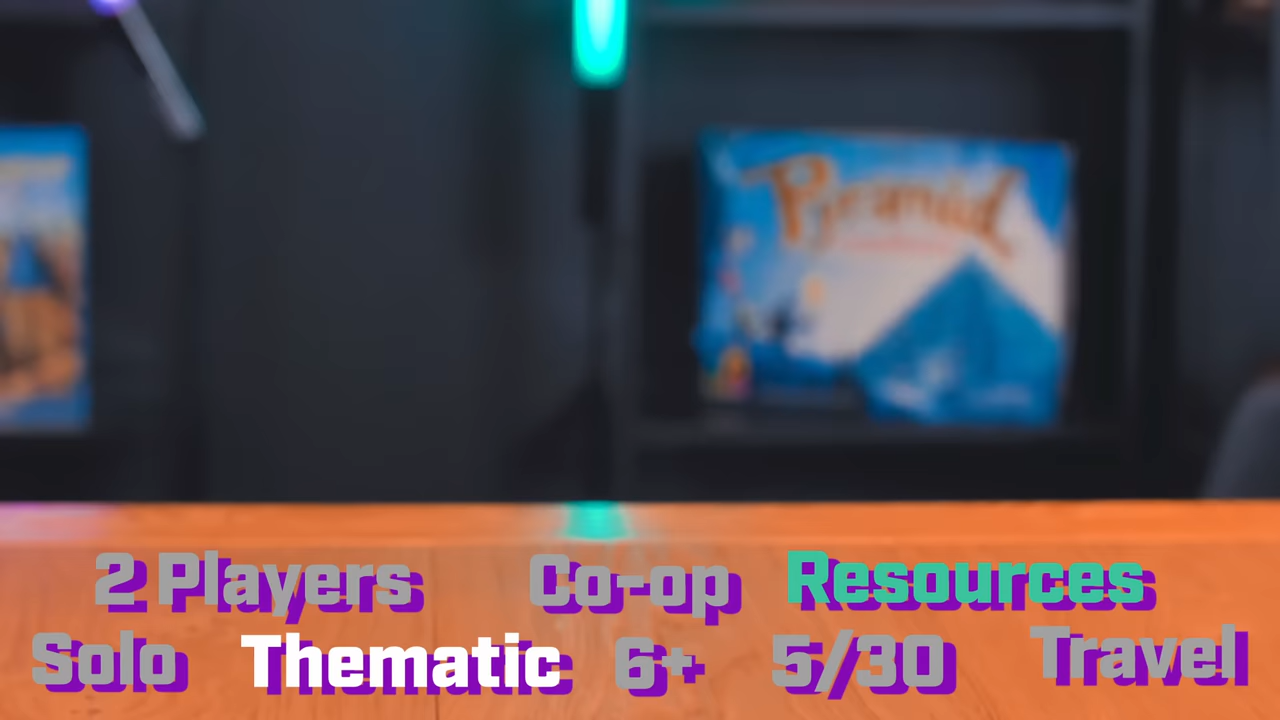 Pyramid
2 Players Co-op Resources
Solo Thematic 6+ 5/30 Travel